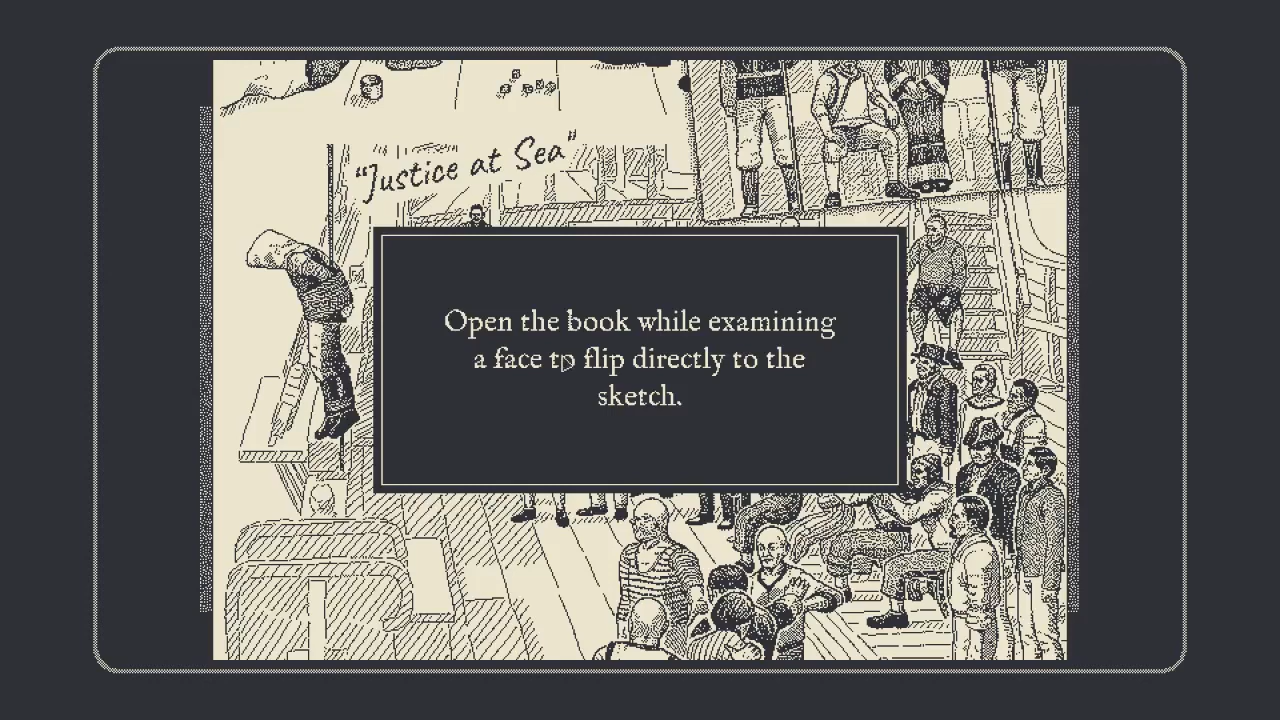 “Justice at Sea”
Open the book while examining
a face to flip directly to the
sketch.